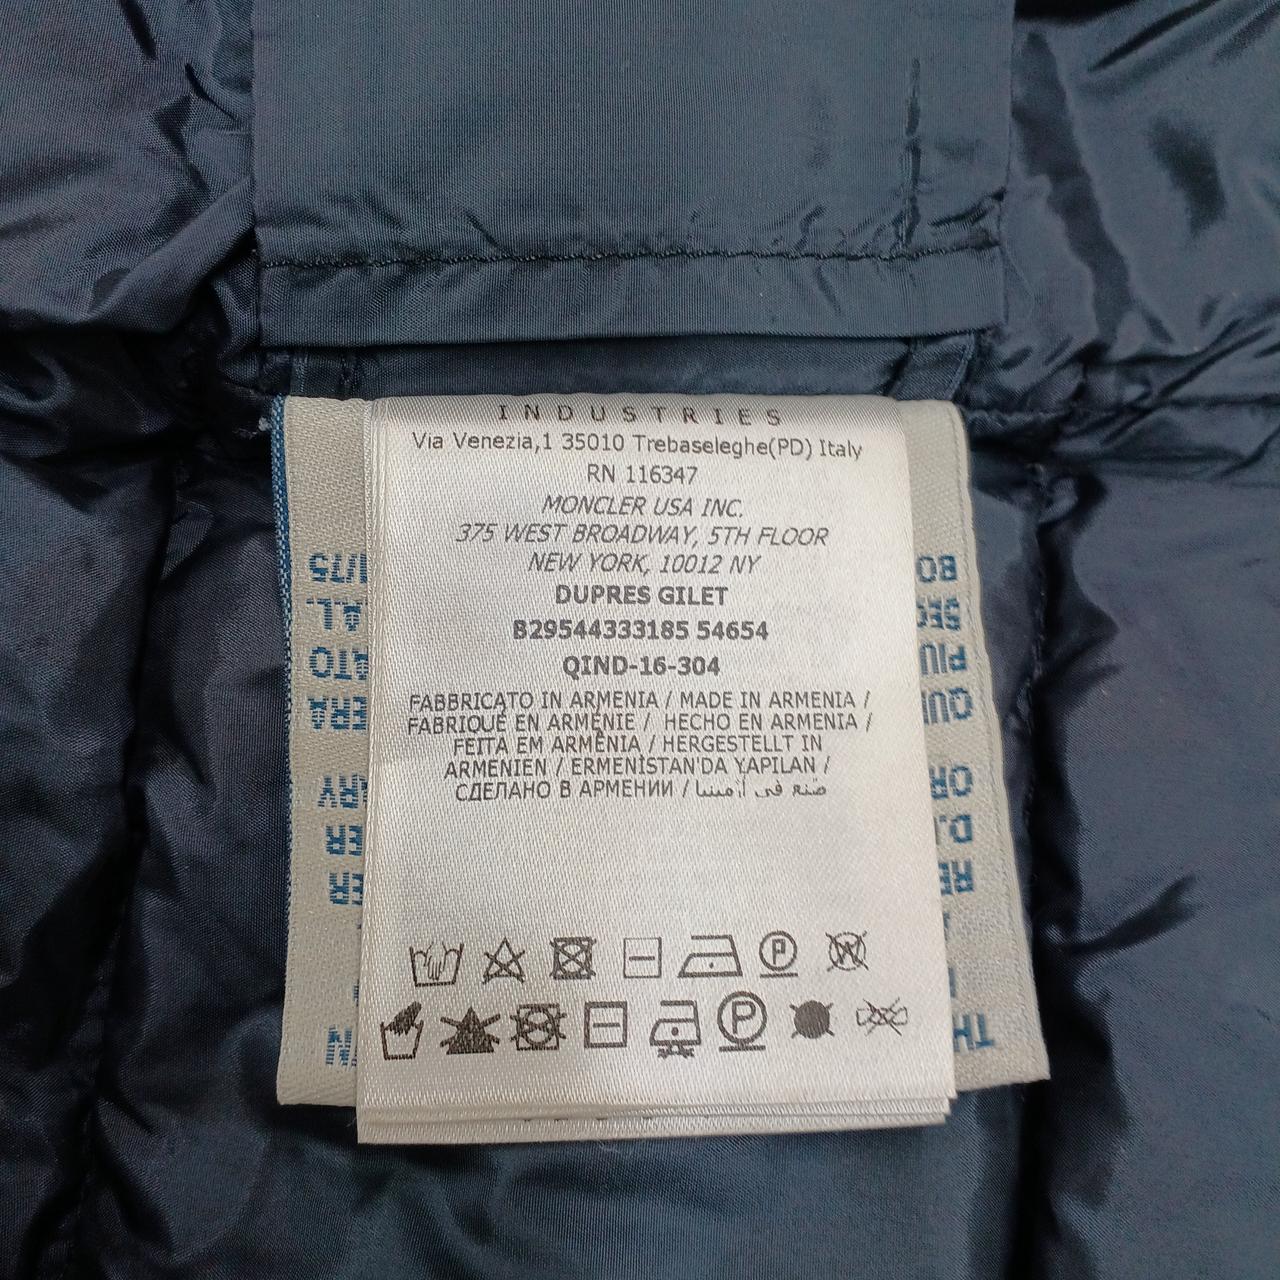 INDUSTRIES
Via Venezia,1 35010 Trebaseleghe(PD) Italy
RN 116347
MONCLER USA INC.
375 WEST BROADWAY, 5TH FLOOR
NEW YORK, 10012 NY
DUPRES GILET
B29544333185 54654
QIND-16-304
FABBRICATO IN ARMENIA / MADE IN ARMENIA /
FABRIQUÉ EN ARMÉNIE / HECHO EN ARMENIA /
FEITA EM ARMÊNIA / HERGESTELLT IN
ARMENIEN / ERMENİSTAN'DA YAPILAN /
СДЕЛАНО В АРМЕНИИ / صنع في أرمينيا
P W
P